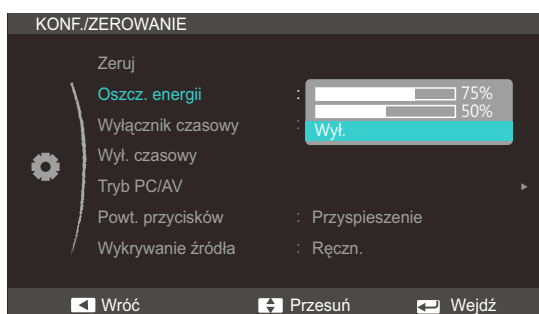 KONF./ZEROWANIE
Zeruj
Oszcz. energii : 75%
50%
Wyłącznik czasowy : Wył.
Wył. czasowy
Tryb PC/AV
Powt. przycisków : Przyspieszenie
Wykrywanie źródła : Ręczn.
Wróć Przesuń Wejdź